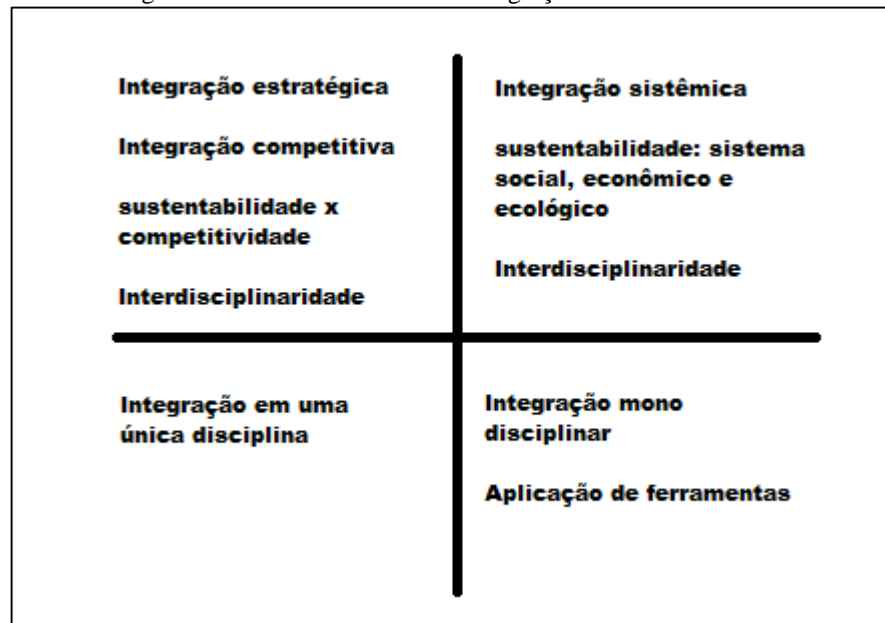 Integração estratégica
Integração competitiva
sustentabilidade x
competitividade
Interdisciplinaridade
Integração sistêmica
sustentabilidade: sistema
social, econômico e
ecológico
Interdisciplinaridade
Integração em uma
única disciplina
Integração mono
disciplinar
Aplicação de ferramentas